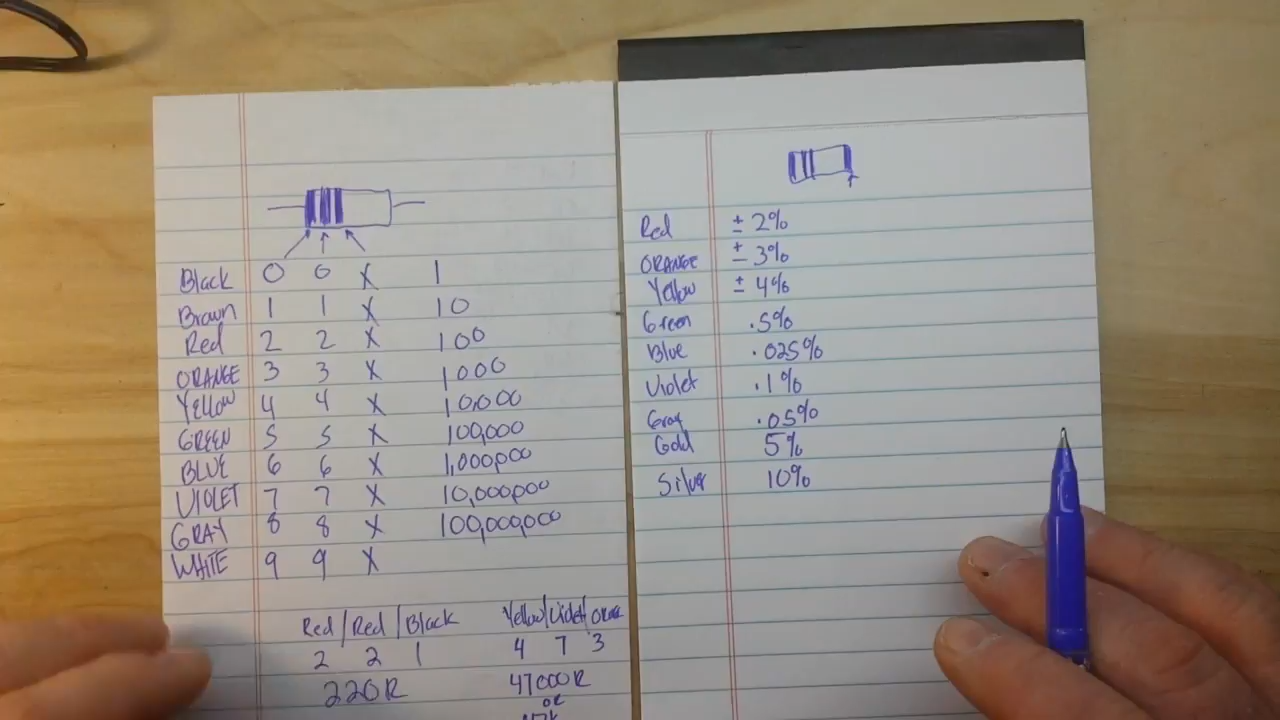 Black 0 0 X 1
Brown 1 1 X 10
Red 2 2 X 100
ORANGE 3 3 X 1000
YELLOW 4 4 X 10,000
GREEN 5 5 X 100,000
BLUE 6 6 X 1,000,000
VIOLET 7 7 X 10,000,000
GRAY 8 8 X 100,000,000
WHITE 9 9 X
Red/Red/Black
2 2 1
220R
Yellow/Violet/
4 7 3
47000R
or
47K
Red ± 2%
ORANGE ± 3%
Yellow ± 4%
Green .5%
Blue .025%
Violet .1%
Gray .05%
Gold 5%
Silver 10%